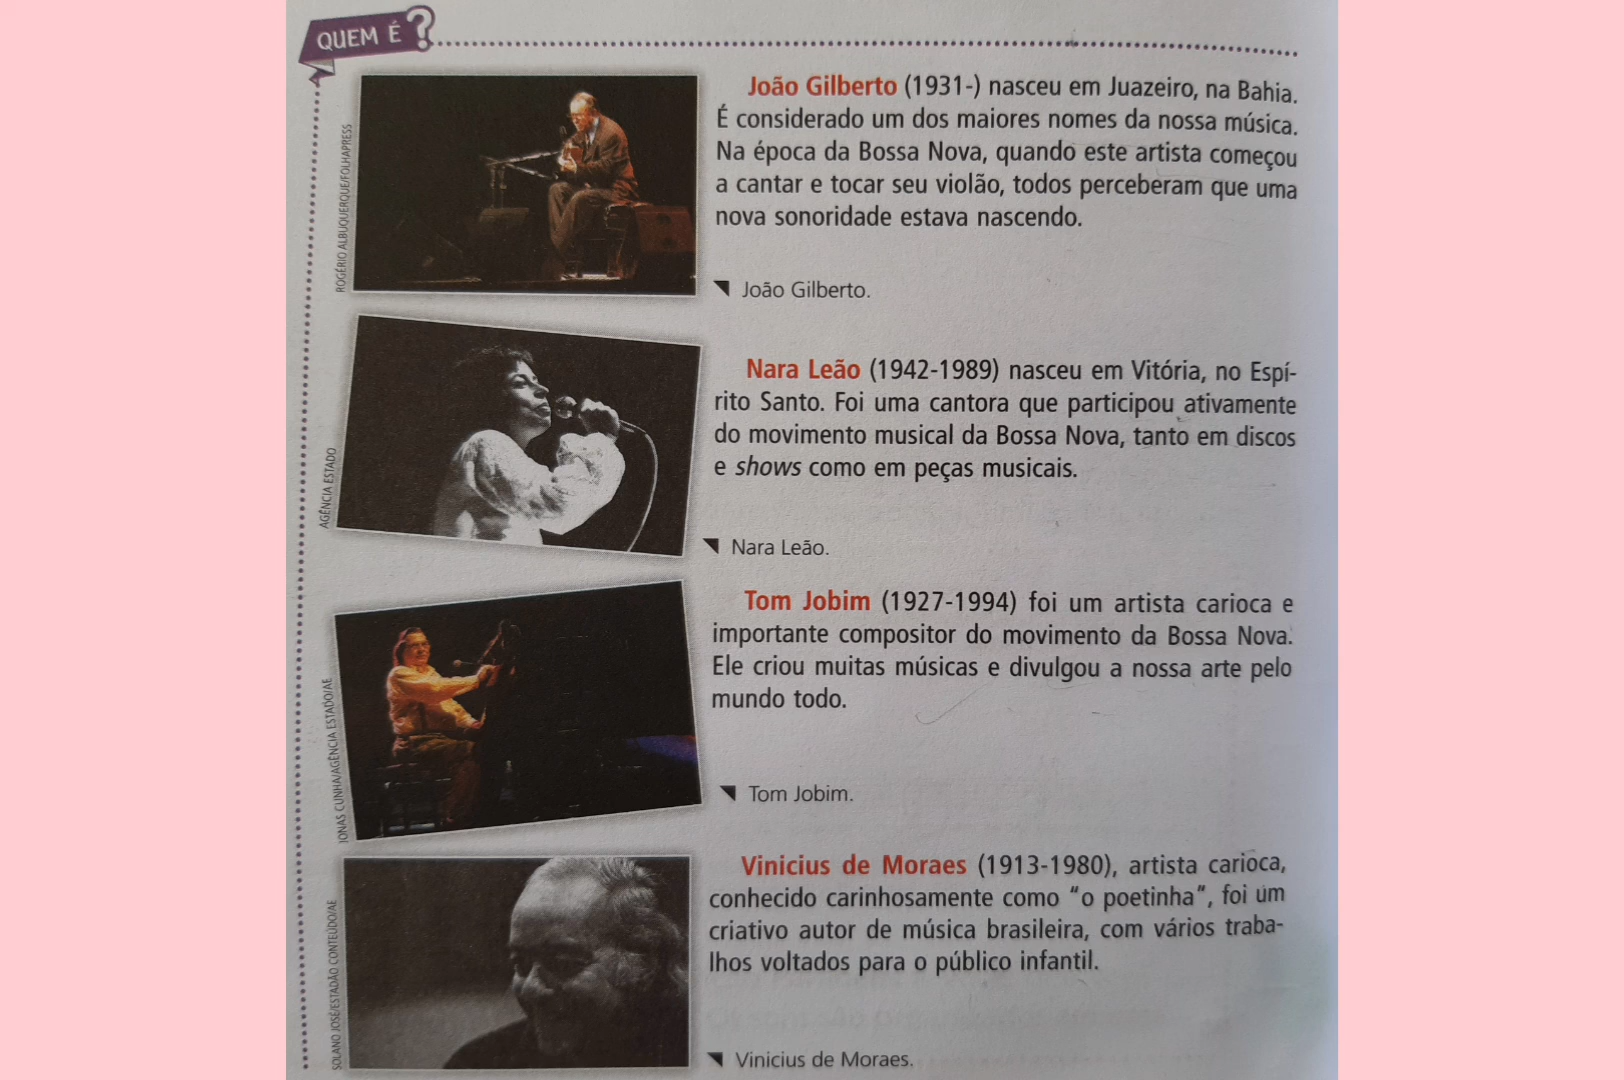 QUEM É?
João Gilberto (1931-) nasceu em Juazeiro, na Bahia.
É considerado um dos maiores nomes da nossa música.
Na época da Bossa Nova, quando este artista começou
a cantar e tocar seu violão, todos perceberam que uma
nova sonoridade estava nascendo.
ROGÉRIO ALBUQUERQUE/FOLHAPRESS
João Gilberto.
Nara Leão (1942-1989) nasceu em Vitória, no Espí-
rito Santo. Foi uma cantora que participou ativamente
do movimento musical da Bossa Nova, tanto em discos
e shows como em peças musicais.
AGÊNCIA ESTADO
Nara Leão.
Tom Jobim (1927-1994) foi um artista carioca e
importante compositor do movimento da Bossa Nova.
Ele criou muitas músicas e divulgou a nossa arte pelo
mundo todo.
JONAS CUNHA/AGÊNCIA ESTADO/AE
Tom Jobim.
Vinicius de Moraes (1913-1980), artista carioca,
conhecido carinhosamente como “o poetinha”, foi um
criativo autor de música brasileira, com vários traba-
lhos voltados para o público infantil.
SOLANO JOSÉ/ESTADÃO CONTEÚDO/AE
Vinicius de Moraes.